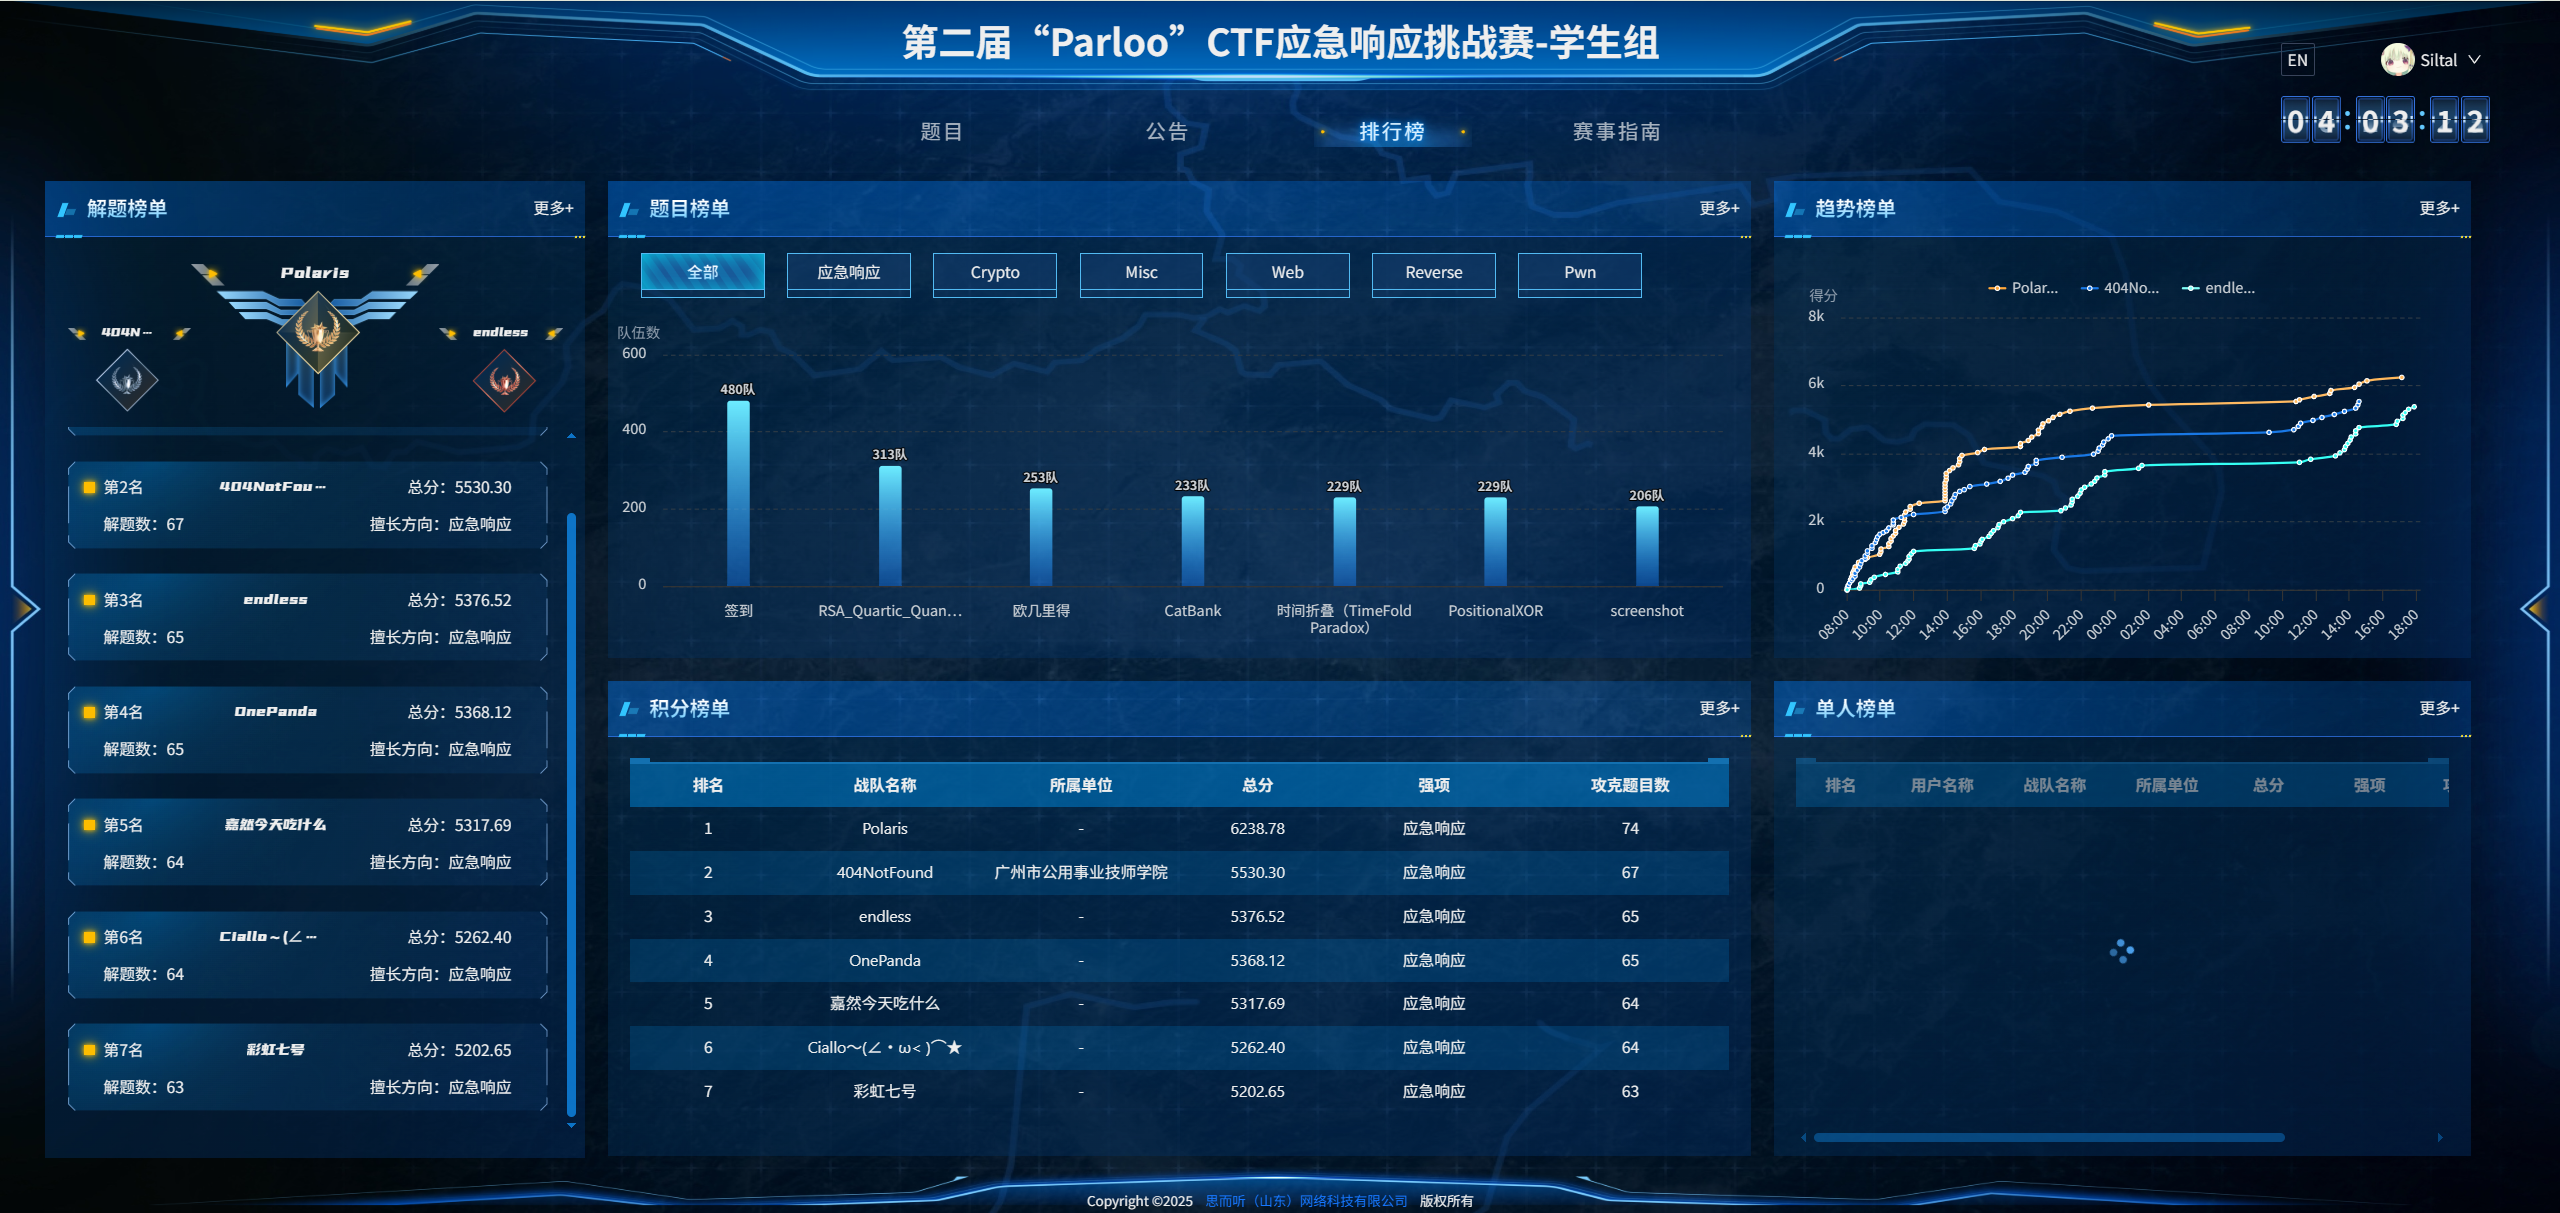 第二届“Parloo”CTF应急响应挑战赛-学生组
EN
Siltal
题目
公告
排行榜
赛事指南
04:03:12
解题榜单
更多+
Polaris
404N···
endless
第2名 404NotFou··· 总分：5530.30
解题数：67 擅长方向：应急响应
第3名 endless 总分：5376.52
解题数：65 擅长方向：应急响应
第4名 OnePanda 总分：5368.12
解题数：65 擅长方向：应急响应
第5名 嘉然今天吃什么 总分：5317.69
解题数：64 擅长方向：应急响应
第6名 Ciallo～(∠··· 总分：5262.40
解题数：64 擅长方向：应急响应
第7名 彩虹七号 总分：5202.65
解题数：63 擅长方向：应急响应
题目榜单
更多+
全部 应急响应 Crypto Misc Web Reverse Pwn
队伍数
600
400
200
0
480队
313队
253队
233队
229队
229队
206队
签到
RSA_Quartic_Quan...
欧几里得
CatBank
时间折叠（TimeFold
Paradox）
PositionalXOR
screenshot
趋势榜单
更多+
得分
Polar...
404No...
endle...
8k
6k
4k
2k
0
08:00 10:00 12:00 14:00 16:00 18:00 20:00 22:00 00:00 02:00 04:00 06:00 08:00 10:00 12:00 14:00 16:00 18:00
积分榜单
更多+
排名 战队名称 所属单位 总分 强项 攻克题目数
1 Polaris - 6238.78 应急响应 74
2 404NotFound 广州市公用事业技师学院 5530.30 应急响应 67
3 endless - 5376.52 应急响应 65
4 OnePanda - 5368.12 应急响应 65
5 嘉然今天吃什么 - 5317.69 应急响应 64
6 Ciallo～(∠・ω< )⌒★ - 5262.40 应急响应 64
7 彩虹七号 - 5202.65 应急响应 63
单人榜单
更多+
排名 用户名称 战队名称 所属单位 总分 强项
Copyright ©2025 思而听（山东）网络科技有限公司 版权所有